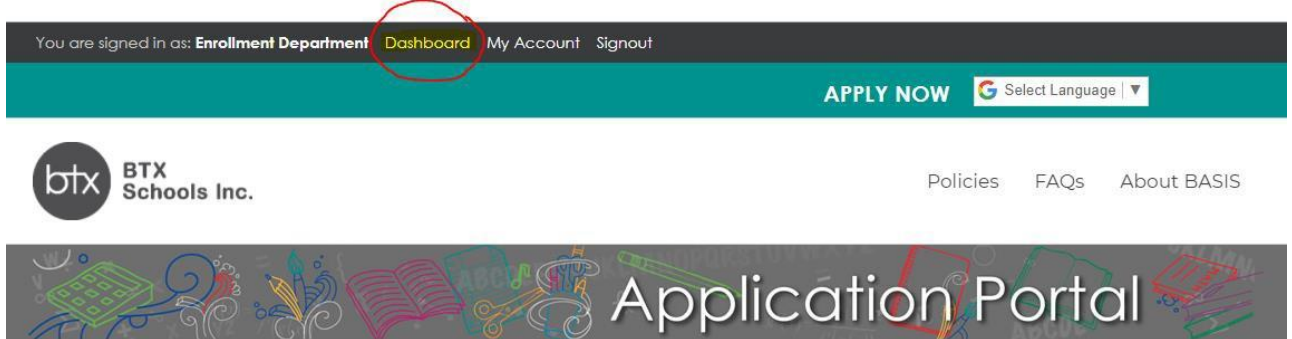 You are signed in as: Enrollment Department Dashboard My Account Signout
APPLY NOW G Select Language ▼
btx BTX
Schools Inc.
Policies FAQs About BASIS
Application Portal